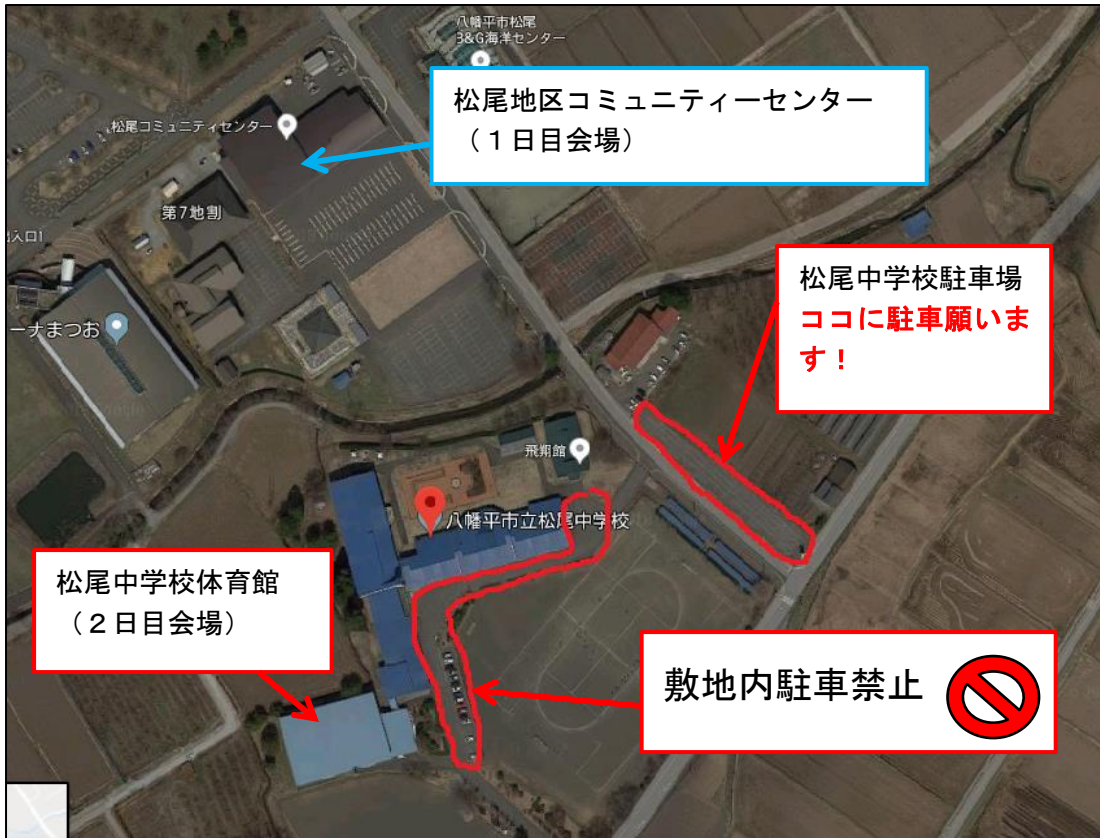 八幡平市松尾
B&G海洋センター
松尾地区コミュニティーセンター
（１日目会場）
松尾コミュニティセンター
第7地割
出入口1
ーナまつお
松尾中学校駐車場
ココに駐車願いま
す！
飛翔館
八幡平市立松尾中学校
松尾中学校体育館
（２日目会場）
敷地内駐車禁止